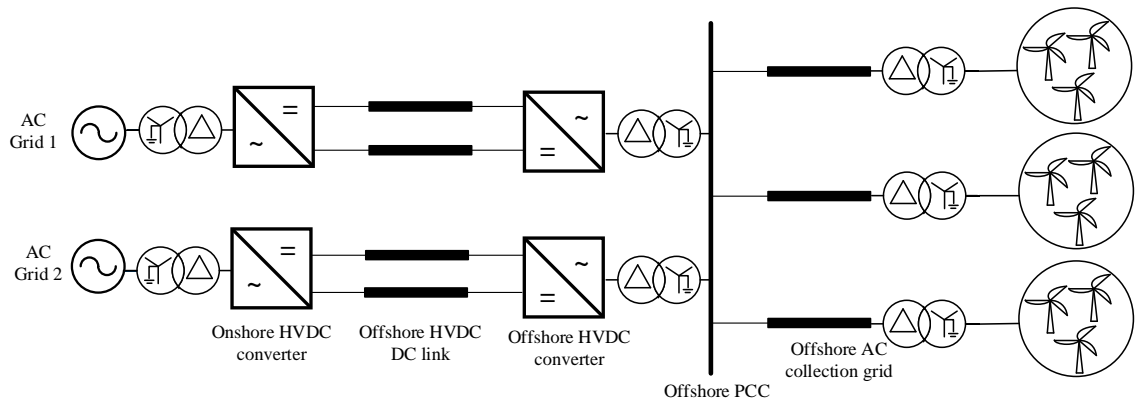 AC
Grid 1
AC
Grid 2
Onshore HVDC
converter
Offshore HVDC
DC link
Offshore HVDC
converter
Offshore PCC
Offshore AC
collection grid